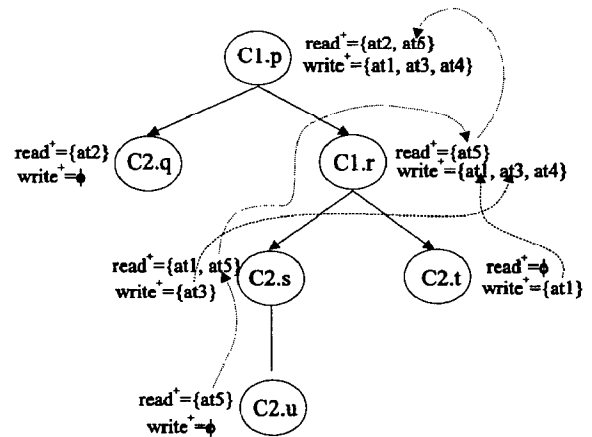 C1.p
read⁺={at2, at6}
write⁺={at1, at3, at4}
read⁺={at2}
write⁺=ϕ
C2.q
C1.r
read⁺={at5}
write⁺={at1, at3, at4}
read⁺={at1, at5}
write⁺={at3}
C2.s
C2.t
read⁺=ϕ
write⁺={at1}
read⁺={at5}
write⁺=ϕ
C2.u